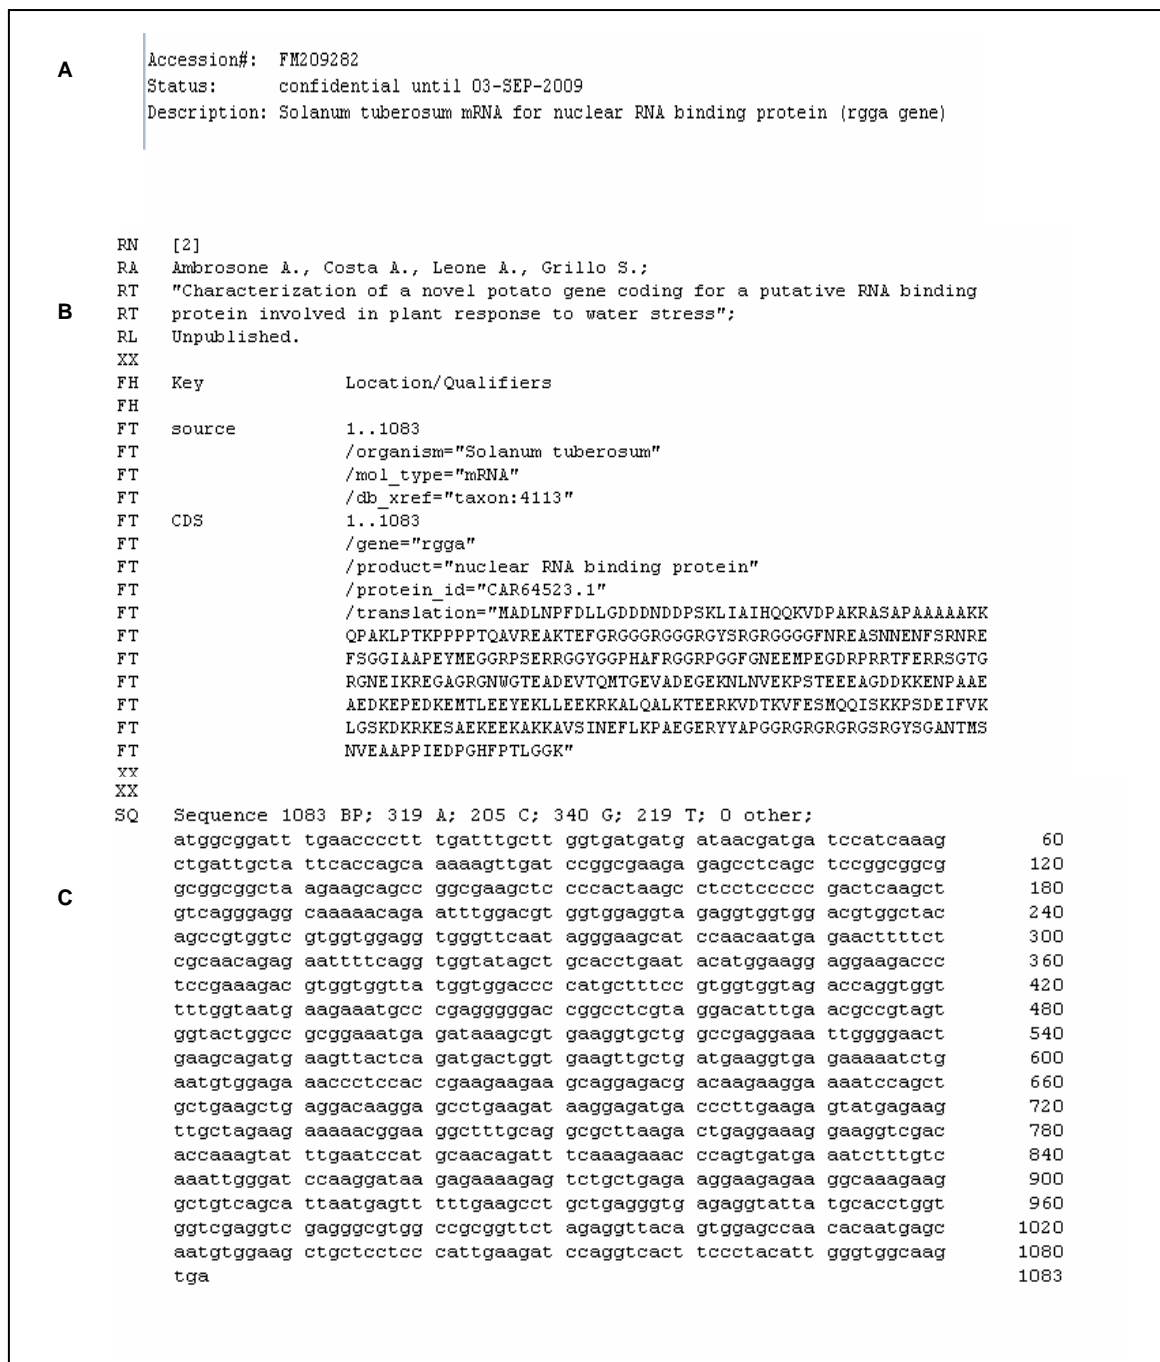 A
Accession#: FM209282
Status: confidential until 03-SEP-2009
Description: Solanum tuberosum mRNA for nuclear RNA binding protein (rgga gene)
RN [2]
RA Ambrosone A., Costa A., Leone A., Grillo S.;
RT "Characterization of a novel potato gene coding for a putative RNA binding
B
RT protein involved in plant response to water stress";
RL Unpublished.
XX
FH Key Location/Qualifiers
FH
FT source 1..1083
FT /organism="Solanum tuberosum"
FT /mol_type="mRNA"
FT /db_xref="taxon:4113"
FT CDS 1..1083
FT /gene="rgga"
FT /product="nuclear RNA binding protein"
FT /protein_id="CAR64523.1"
FT /translation="MADLNPFDLLGDDDNDDPSKLIAIHQQKVDPAKRASAPAAAAAKK
FT QPAKLPTKPPPPTQAVREAKTEFGRGGGRGGGRGYSRGRGGGGFNREASNNENFSRNRE
FT FSGGIAAPEYMEGGRPSERRGGYGGPHAFRGGRPGGFGNEEMPEGDRPRRTFERRSGTG
FT RGNEIKREGAGRGNWGTEADEVTQMTGEVADEGEKNLNVEKPSTEEEAGDDKKENPAAE
FT AEDKEPEDKEMTLEEYEKLLEEKRKALQALKTEERKVDTKVFESMQQISKKPSDEIFVK
FT LGSKDKRKESAEKEEKAKKAVSINEFLKPAEGERYYAPGGRGRGRGRGSRGYSGANTMS
FT NVEAAPPIEDPGHFPTLGGK"
XX
XX
SQ Sequence 1083 BP; 319 A; 205 C; 340 G; 219 T; 0 other;
atggcggatt tgaacccctt tgatttgctt ggtgatgatg ataacgatga tccatcaaag 60
ctgattgcta ttcaccagca aaaagttgat ccggcgaaga gagcctcagc tccggcggcg 120
C
gcggcggcta agaagcagcc ggcgaagctc cccactaagc ctcctccccc gactcaagct 180
gtcagggagg caaaaacaga atttggacgt ggtggaggta gaggtggtgg acgtggctac 240
agccgtggtc gtggtggagg tgggttcaat agggaagcat ccaacaatga gaacttttct 300
cgcaacagag aattttcagg tggtatagct gcacctgaat acatggaagg aggaagaccc 360
tccgaaagac gtggtggtta tggtggaccc catgctttcc gtggtggtag accaggtggt 420
tttggtaatg aagaaatgcc cgagggggac cggcctcgta ggacatttga acgccgtagt 480
ggtactggcc gcggaaatga gataaagcgt gaaggtgctg gccgaggaaa ttggggaact 540
gaagcagatg aagttactca gatgactggt gaagttgctg atgaaggtga gaaaaatctg 600
aatgtggaga aaccctccac cgaagaagaa gcaggagacg acaagaagga aaatccagct 660
gctgaagctg aggacaagga gcctgaagat aaggagatga cccttgaaga gtatgagaag 720
ttgctagaag aaaaacggaa ggctttgcag gcgcttaaga ctgaggaaag gaaggtcgac 780
accaaagtat ttgaatccat gcaacagatt tcaaagaaac ccagtgatga aatctttgtc 840
aaattgggat ccaaggataa gagaaaagag tctgctgaga aggaagagaa ggcaaagaag 900
gctgtcagca ttaatgagtt tttgaagcct gctgagggtg agaggtatta tgcacctggt 960
ggtcgaggtc gagggcgtgg ccgcggttct agaggttaca gtggagccaa cacaatgagc 1020
aatgtggaag ctgctcctcc cattgaagat ccaggtcact tccctacatt gggtggcaag 1080
tga 1083